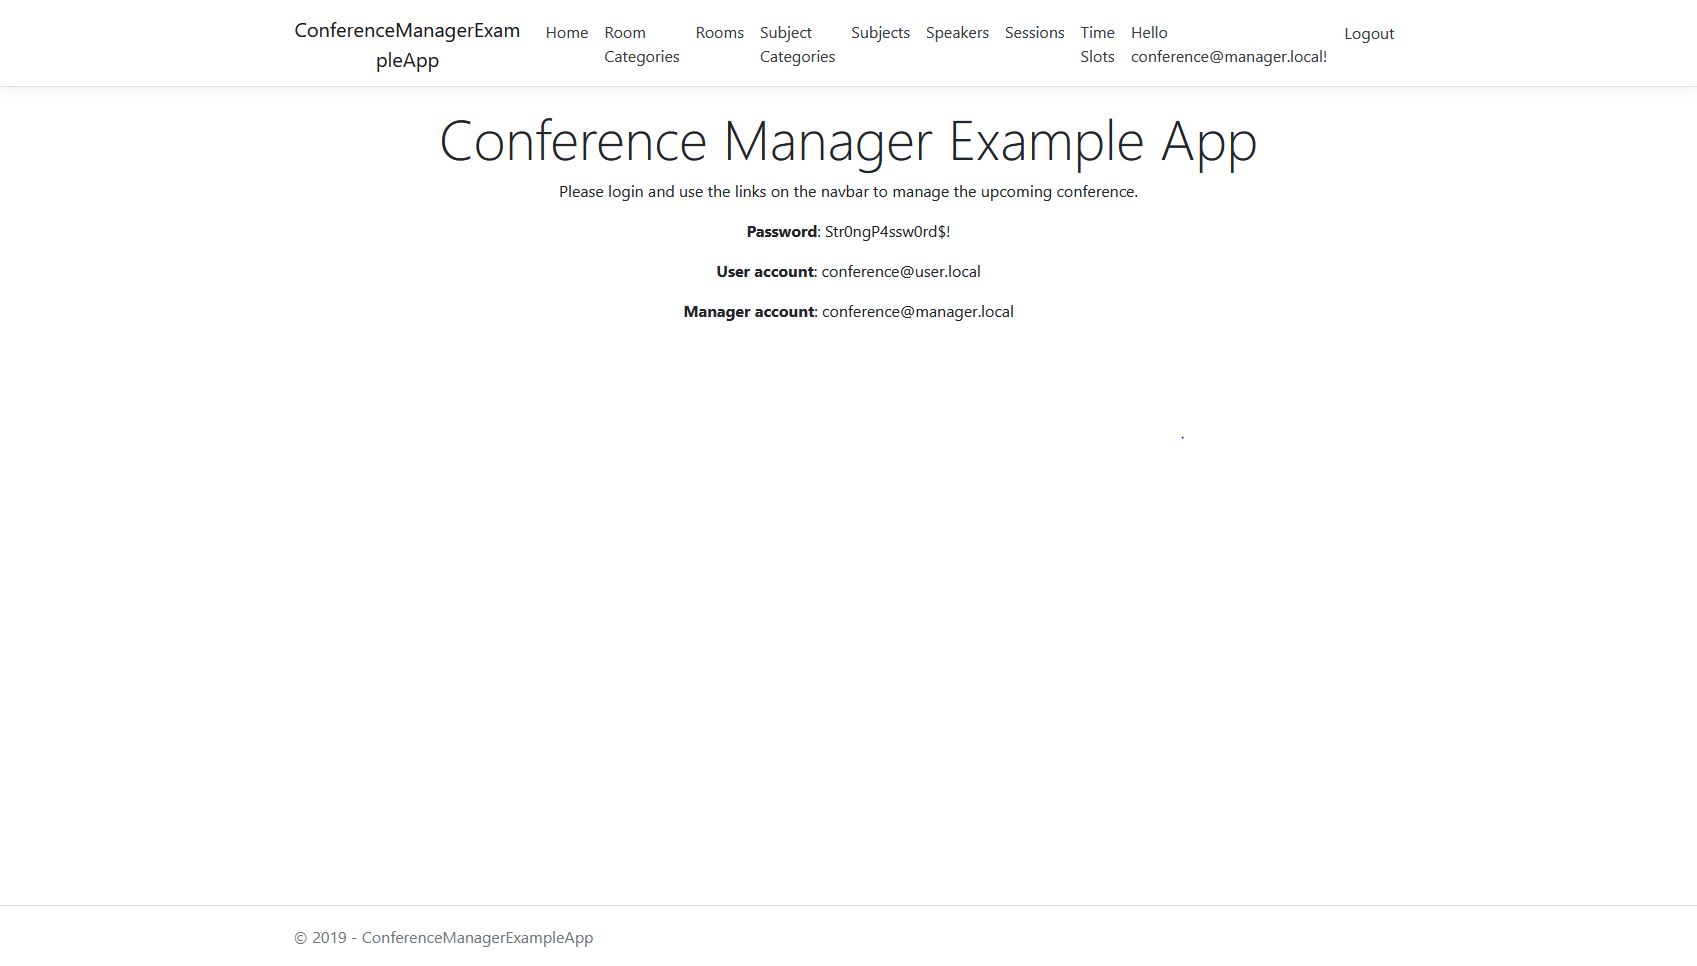 ConferenceManagerExam
pleApp
Home
Room
Categories
Rooms
Subject
Categories
Subjects
Speakers
Sessions
Time
Slots
Hello
conference@manager.local!
Logout
Conference Manager Example App
Please login and use the links on the navbar to manage the upcoming conference.
Password: Str0ngP4ssw0rd$!
User account: conference@user.local
Manager account: conference@manager.local
© 2019 - ConferenceManagerExampleApp